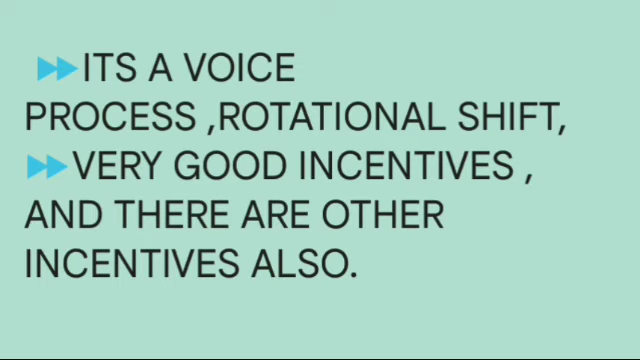 ⏩ITS A VOICE
PROCESS ,ROTATIONAL SHIFT,
⏩VERY GOOD INCENTIVES ,
AND THERE ARE OTHER
INCENTIVES ALSO.